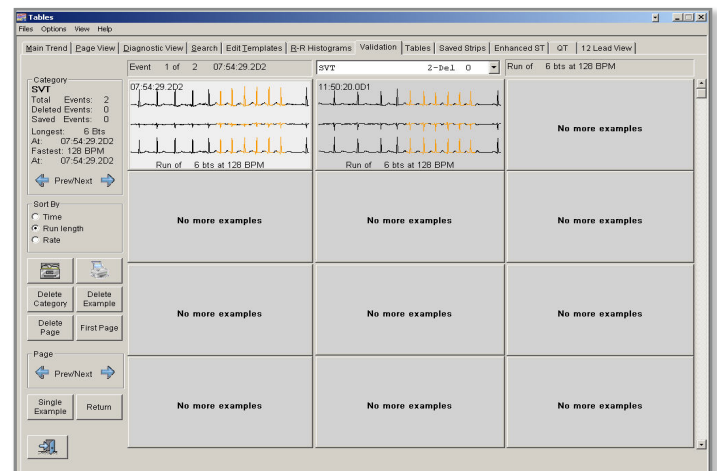 Tables
Files Options View Help
Main Trend Page View Diagnostic View Search Edit Templates R-R Histograms Validation Tables Saved Strips Enhanced ST QT 12 Lead View
Event 1 of 2 07:54:29.2D2
SVT 2-Del 0
Run of 6 bts at 128 BPM
Category
SVT
Total Events: 2
Deleted Events: 0
Saved Events: 0
Longest: 6 Bts
At: 07:54:29.2D2
Fastest: 128 BPM
At: 07:54:29.2D2
Prev/Next
Sort By
Time
Run length
Rate
Delete Category
Delete Example
Delete Page
First Page
Page
Prev/Next
Single Example
Return
07:54:29.2D2
Run of 6 bts at 128 BPM
11:50:20.0D1
Run of 6 bts at 128 BPM
No more examples
No more examples
No more examples
No more examples
No more examples
No more examples
No more examples
No more examples
No more examples
No more examples